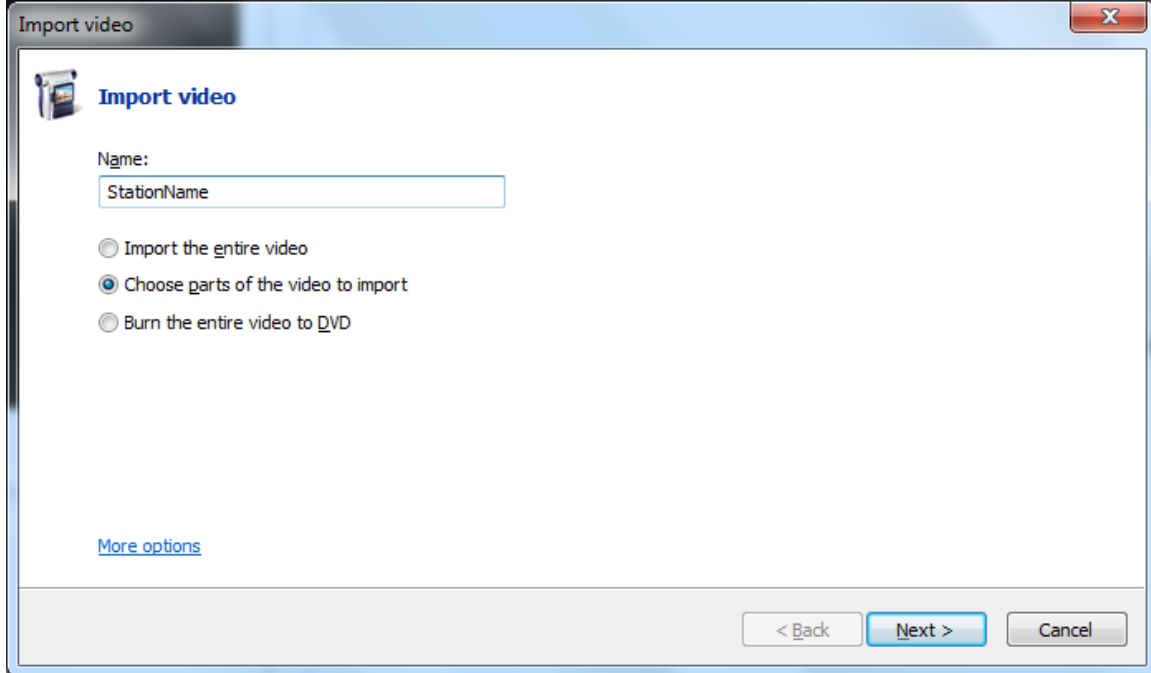 Import video
Import video
Name:
StationName
Import the entire video
Choose parts of the video to import
Burn the entire video to DVD
More options
< Back Next > Cancel